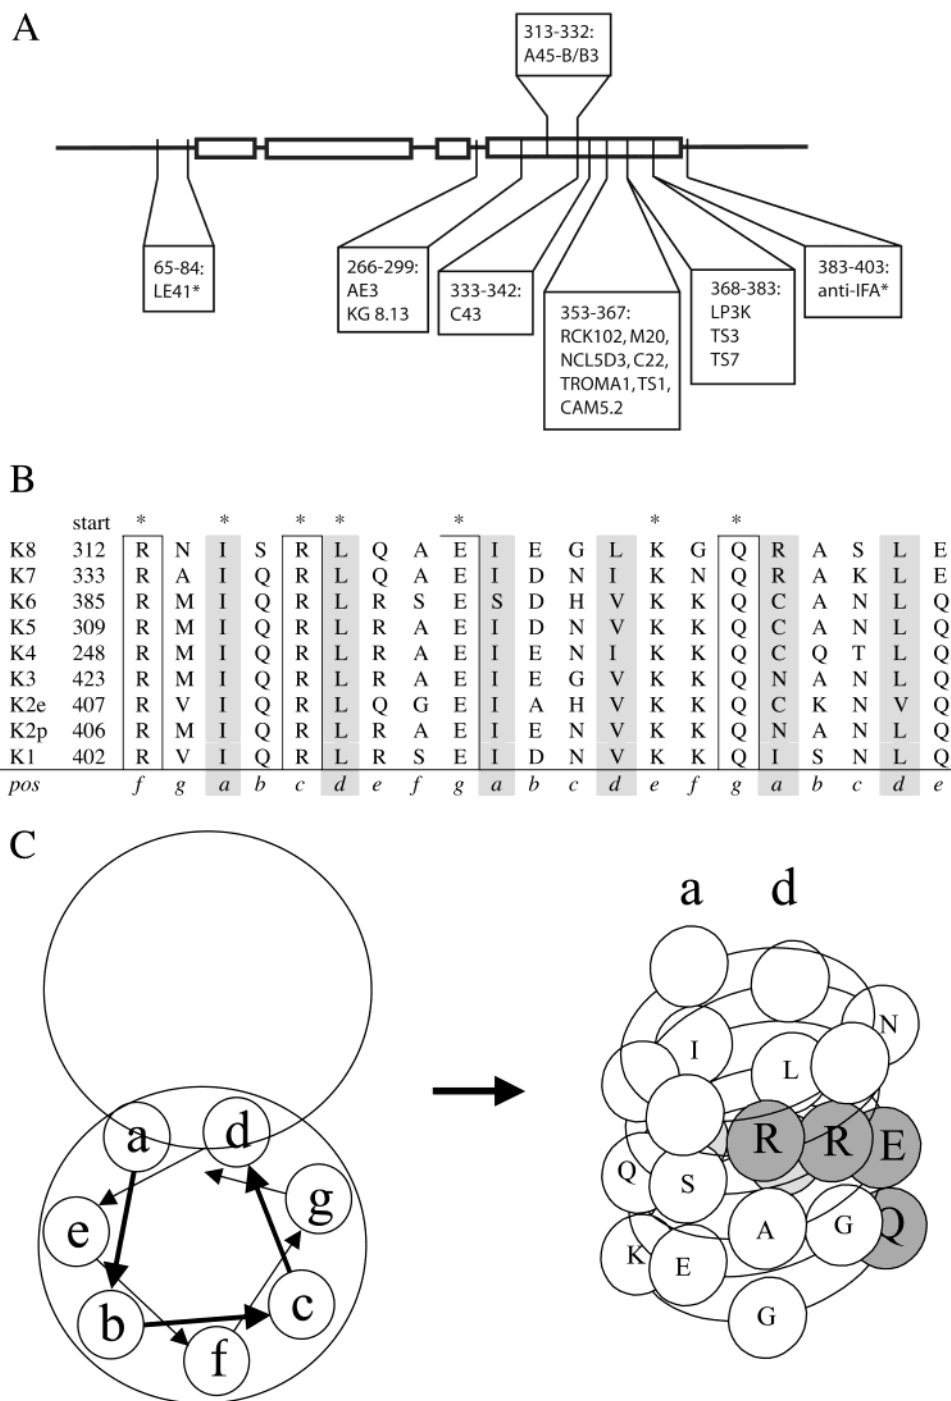 A
313-332:
A45-B/B3
65-84:
LE41*
266-299:
AE3
KG 8.13
333-342:
C43
353-367:
RCK102, M20,
NCL5D3, C22,
TROMA1, TS1,
CAM5.2
368-383:
LP3K
TS3
TS7
383-403:
anti-IFA*
B
start * * * * * * *
K8 312 R N I S R L Q A E I E G L K G Q R A S L E
K7 333 R A I Q R L Q A E I D N I K N Q R A K L E
K6 385 R M I Q R L R S E S D H V K K Q C A N L Q
K5 309 R M I Q R L R A E I D N V K K Q C A N L Q
K4 248 R M I Q R L R A E I E N I K K Q C Q T L Q
K3 423 R M I Q R L R A E I E G V K K Q N A N L Q
K2e 407 R V I Q R L Q G E I A H V K K Q C K N V Q
K2p 406 R M I Q R L R A E I E N V K K Q N A N L Q
K1 402 R V I Q R L R S E I D N V K K Q I S N L Q
pos f g a b c d e f g a b c d e f g a b c d e
C
a d
a d
e g
b c
f
N
I
L
R R E
Q S
A G Q
K E
G